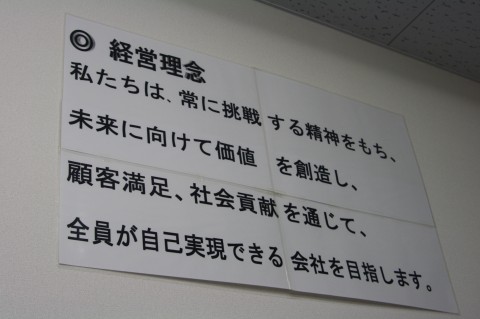 ◎ 経営理念
私たちは、常に挑戦する精神をもち、
未来に向けて価値を創造し、
顧客満足、社会貢献を通じて、
全員が自己実現できる会社を目指します。